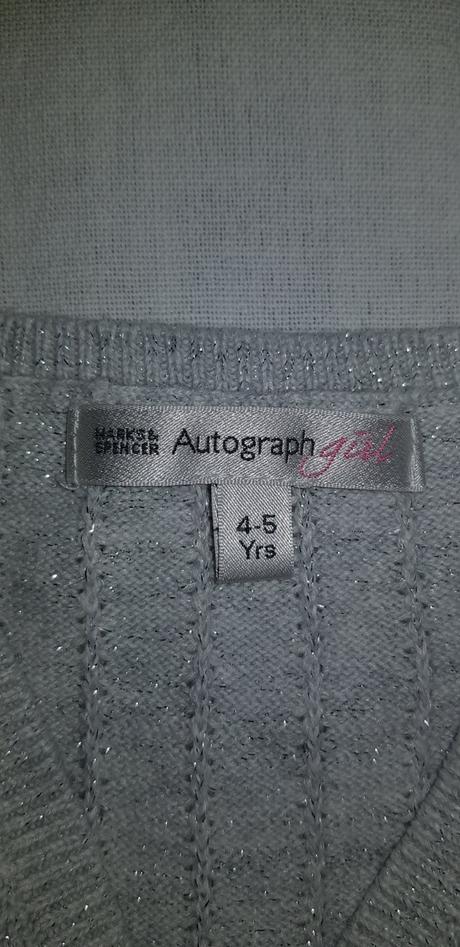 MARKS&
SPENCER
Autograph girl
4-5
Yrs